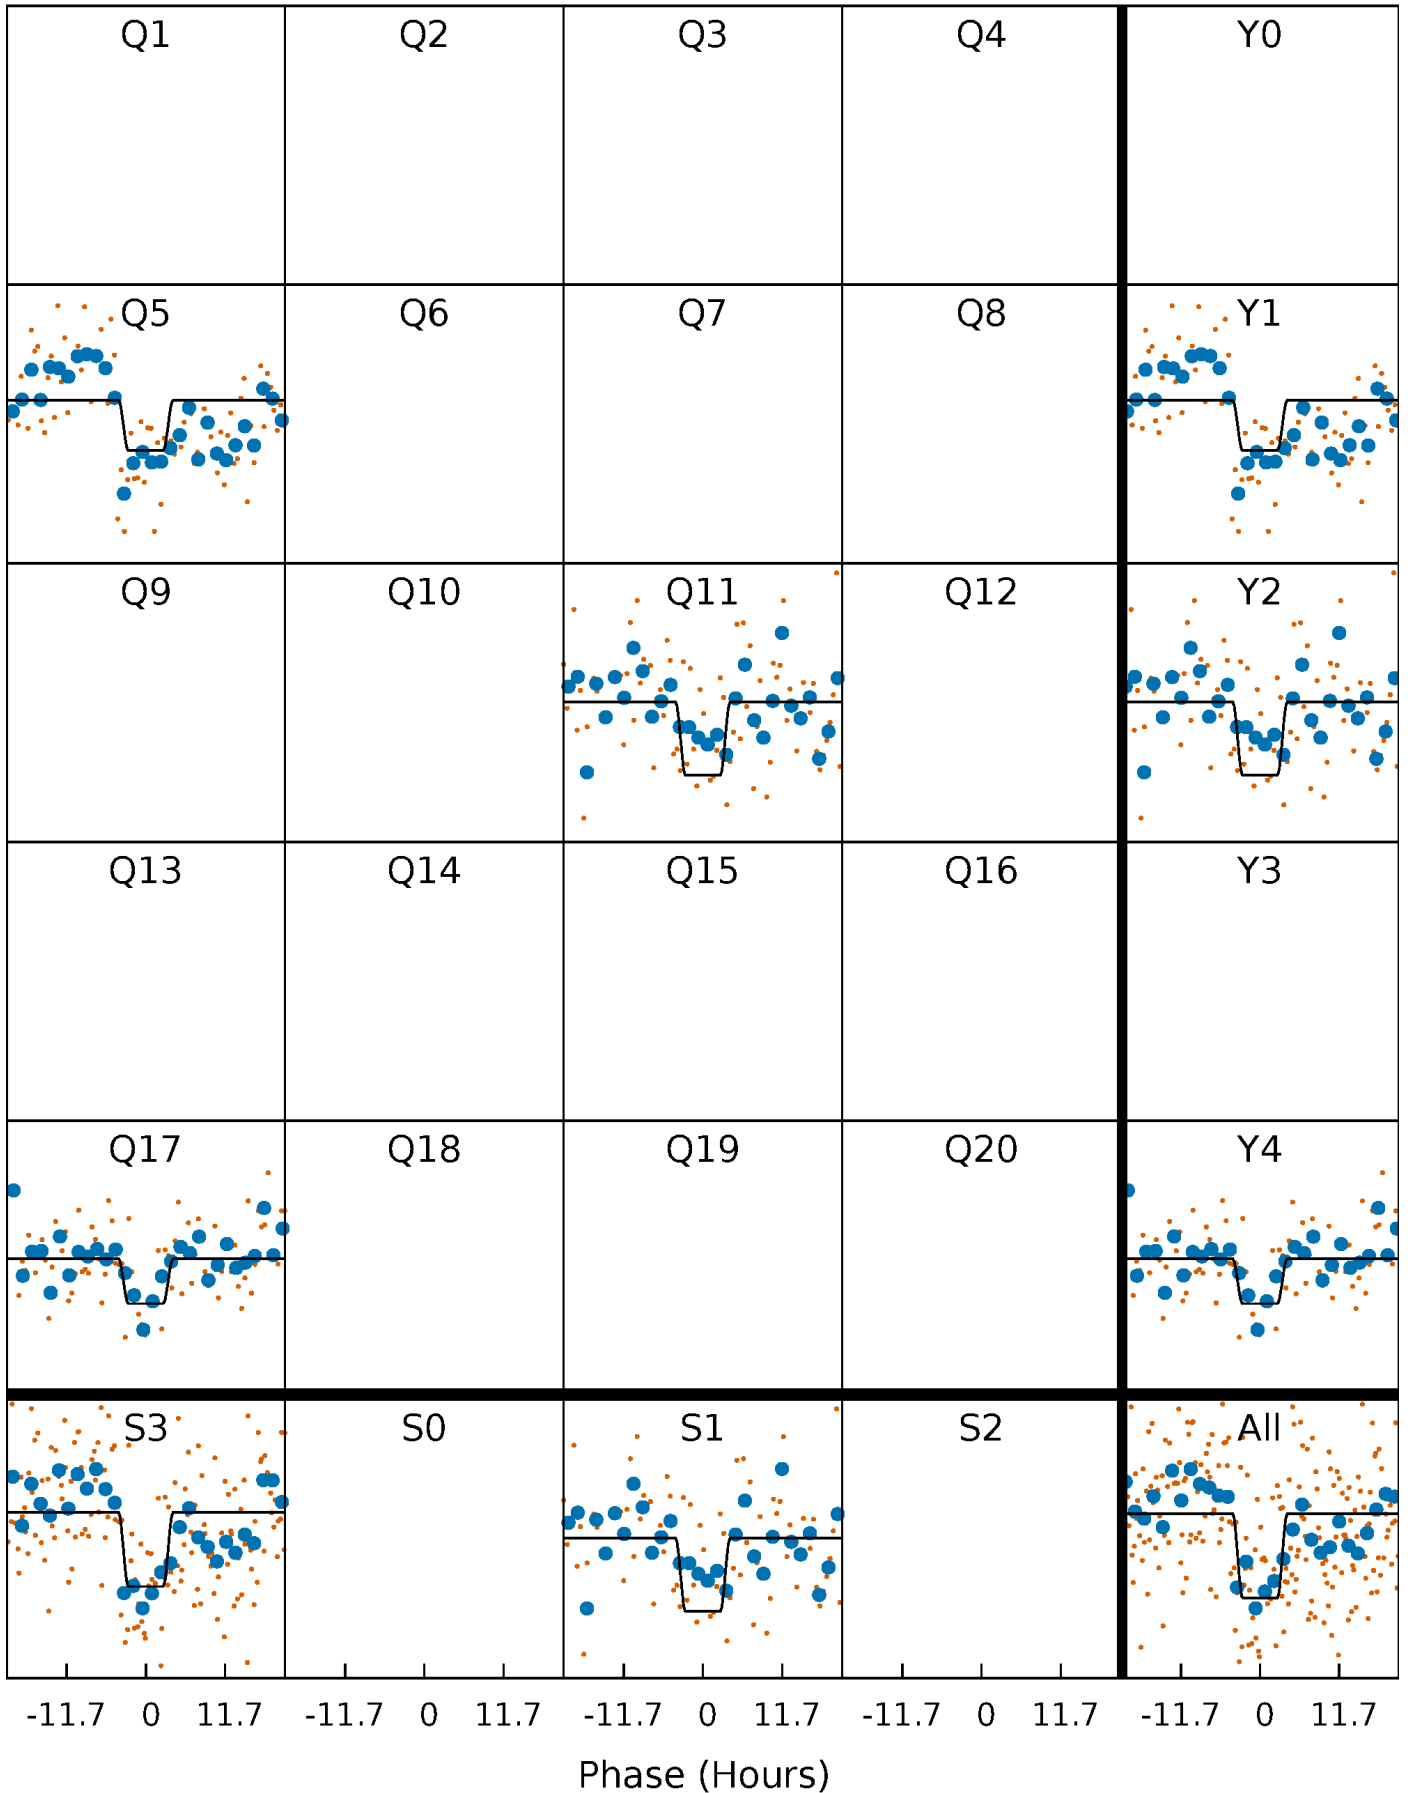 Q1 Q2 Q3 Q4 Y0
Q5 Q6 Q7 Q8 Y1
Q9 Q10 Q11 Q12 Y2
Q13 Q14 Q15 Q16 Y3
Q17 Q18 Q19 Q20 Y4
S3 S0 S1 S2 All
-11.7 0 11.7 -11.7 0 11.7 -11.7 0 11.7 -11.7 0 11.7 -11.7 0 11.7
Phase (Hours)